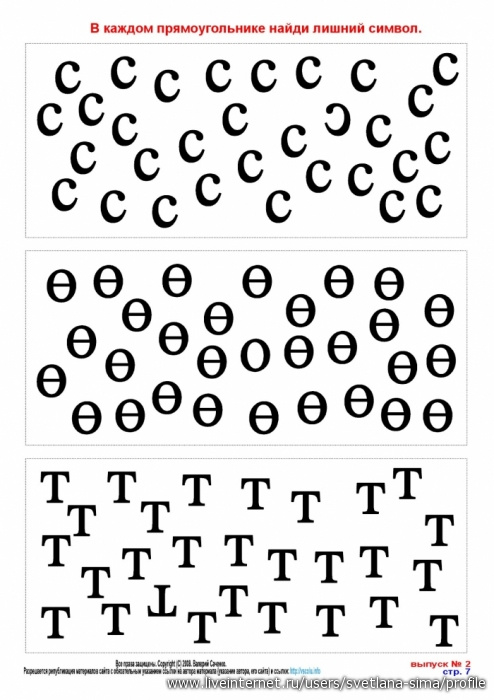 В каждом прямоугольнике найди лишний символ.
с с с с с с с с
с с с с с с ɔ с с
с с с с с с с
с с с с с с с
ө ө ө ө ө ө
ө ө ө ө ө ө ө
ө ө ө о ө ө ө ө
ө ө ө ө ө ө ө ө ө
т т т т т т т
т т т
т т т т т т т т т
т т ⊥ т т т т т т
Все права защищены. Copyright (C) 2008. Валерий Савченко.
выпуск № 2
стр. 7
www.liveinternet.ru/users/svetlana-sima/profile